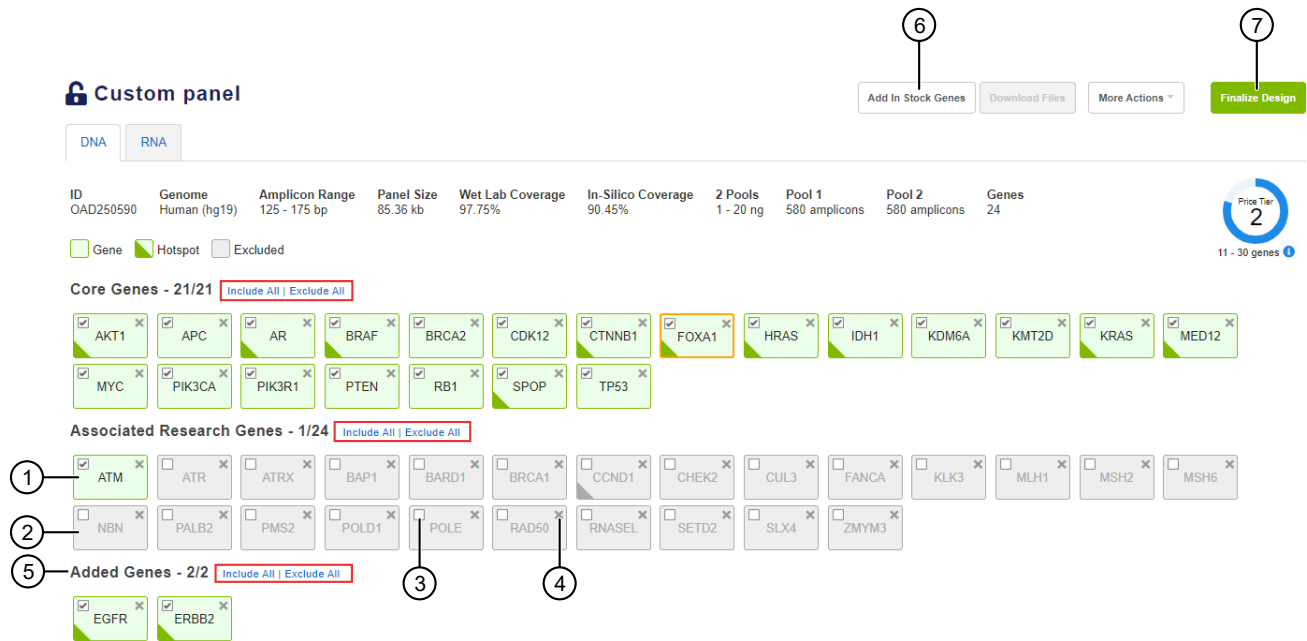 6 7
Custom panel
Add In Stock Genes Download Files More Actions Finalize Design
DNA RNA
ID Genome Amplicon Range Panel Size Wet Lab Coverage In-Silico Coverage 2 Pools Pool 1 Pool 2 Genes
OAD250590 Human (hg19) 125 - 175 bp 85.36 kb 97.75% 90.45% 1 - 20 ng 580 amplicons 580 amplicons 24
Price Tier
2
11 - 30 genes i
Gene Hotspot Excluded
Core Genes - 21/21 Include All | Exclude All
AKT1 APC AR BRAF BRCA2 CDK12 CTNNB1 FOXA1 HRAS IDH1 KDM6A KMT2D KRAS MED12
MYC PIK3CA PIK3R1 PTEN RB1 SPOP TP53
Associated Research Genes - 1/24 Include All | Exclude All
1 ATM ATR ATRX BAP1 BARD1 BRCA1 CCND1 CHEK2 CUL3 FANCA KLK3 MLH1 MSH2 MSH6
2 NBN PALB2 PMS2 POLD1 POLE RAD50 RNASEL SETD2 SLX4 ZMYM3
5 Added Genes - 2/2 Include All | Exclude All 3 4
EGFR ERBB2